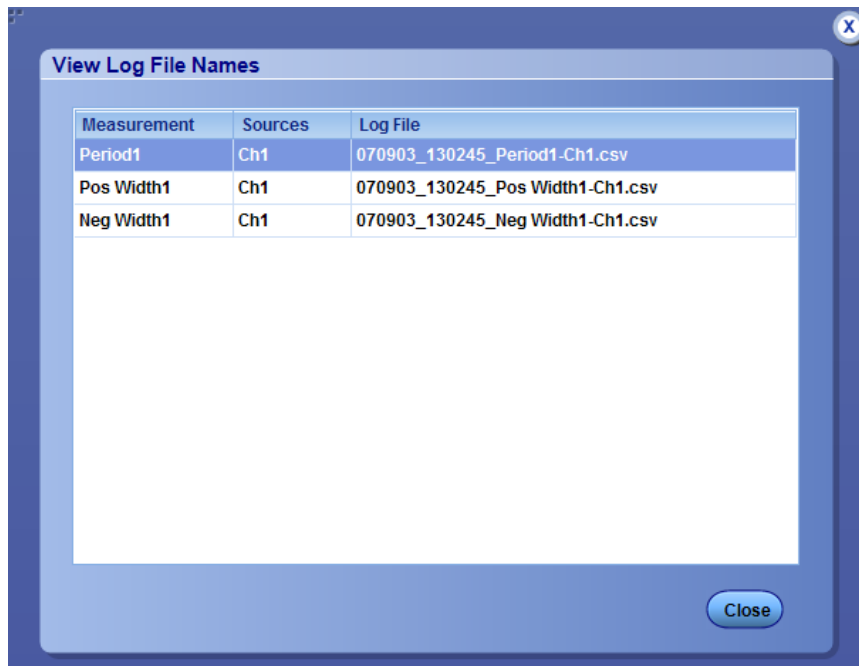 X
View Log File Names
Measurement Sources Log File
Period1 Ch1 070903_130245_Period1-Ch1.csv
Pos Width1 Ch1 070903_130245_Pos Width1-Ch1.csv
Neg Width1 Ch1 070903_130245_Neg Width1-Ch1.csv
Close